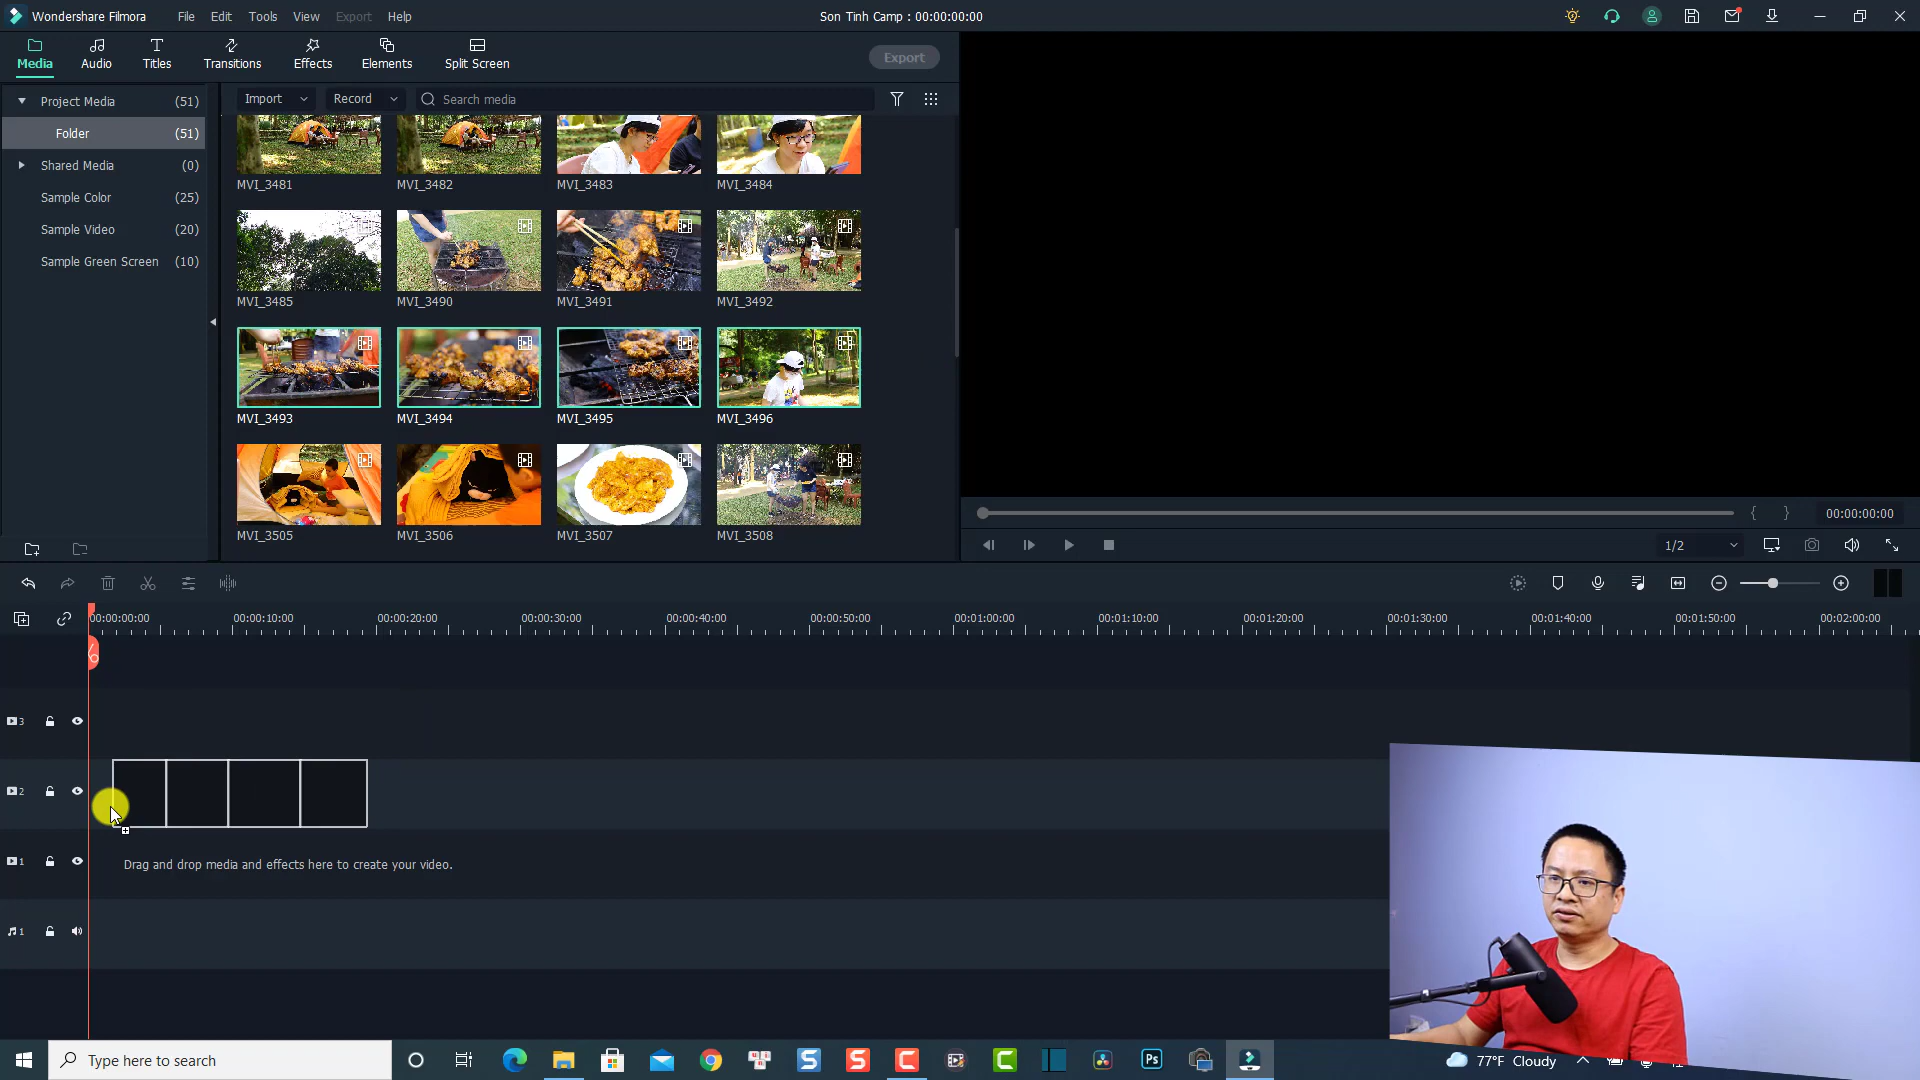 Wondershare Filmora File Edit Tools View Export Help Son Tinh Camp : 00:00:00:00
Media Audio Titles Transitions Effects Elements Split Screen Export
Project Media (51)
Folder (51)
Shared Media (0)
Sample Color (25)
Sample Video (20)
Sample Green Screen (10)
Import Record Search media
MVI_3481 MVI_3482 MVI_3483 MVI_3484
MVI_3485 MVI_3490 MVI_3491 MVI_3492
MVI_3493 MVI_3494 MVI_3495 MVI_3496
MVI_3505 MVI_3506 MVI_3507 MVI_3508
{ } 00:00:00:00
1/2
00:00:00:00 00:00:10:00 00:00:20:00 00:00:30:00 00:00:40:00 00:00:50:00 00:01:00:00 00:01:10:00 00:01:20:00 00:01:30:00 00:01:40:00 00:01:50:00 00:02:00:00
3
2
1 Drag and drop media and effects here to create your video.
1
Type here to search S S C C Ps 77°F Cloudy